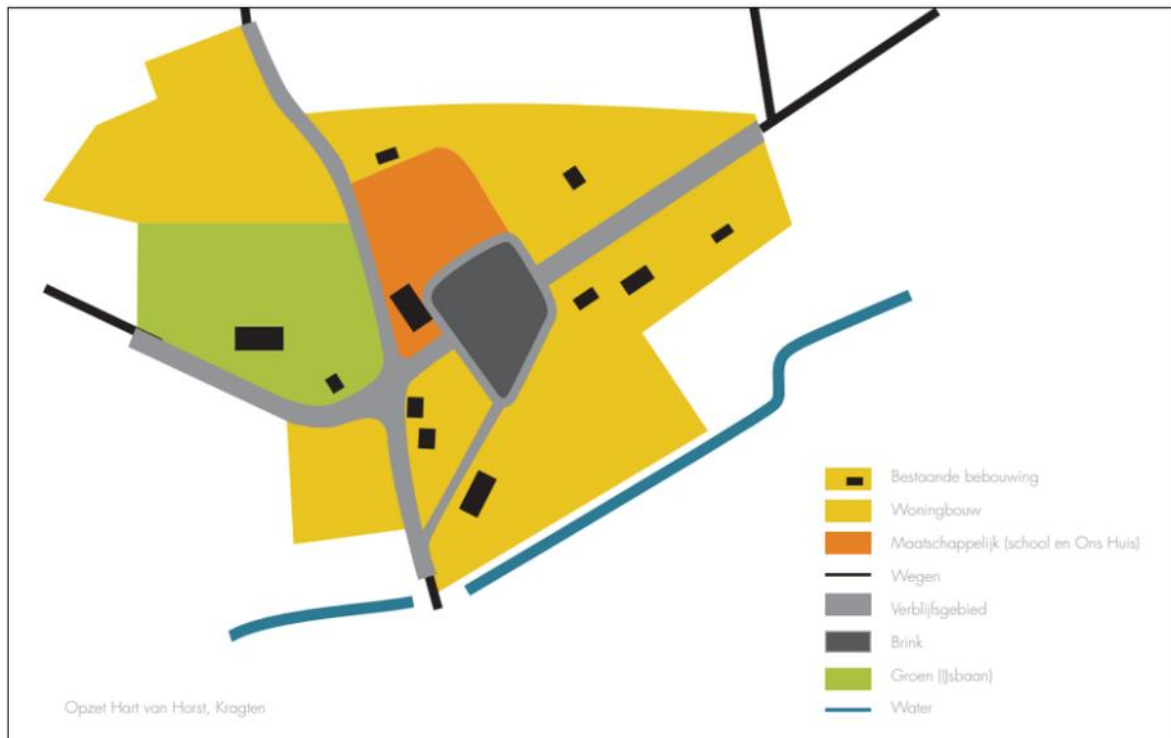 Bestaande bebouwing
Woningbouw
Maatschappelijk (school en Ons Huis)
Wegen
Verblijfsgebied
Brink
Groen (IJsbaan)
Water
Opzet Hart van Horst, Kragten